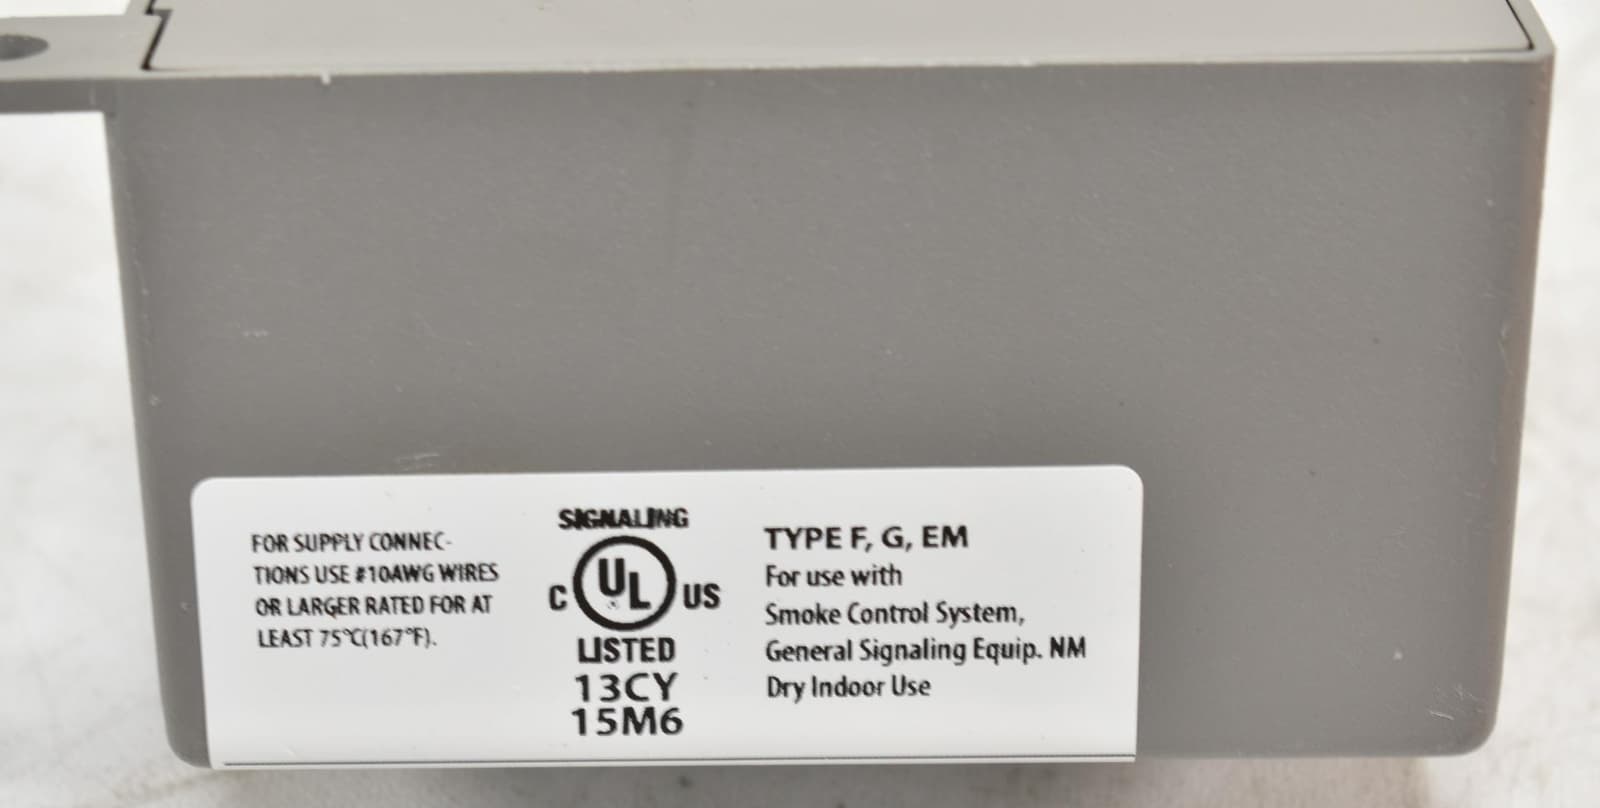 FOR SUPPLY CONNEC-
TIONS USE #10AWG WIRES
OR LARGER RATED FOR AT
LEAST 75°C(167°F).
SIGNALING
C UL US
LISTED
13CY
15M6
TYPE F, G, EM
For use with
Smoke Control System,
General Signaling Equip. NM
Dry Indoor Use